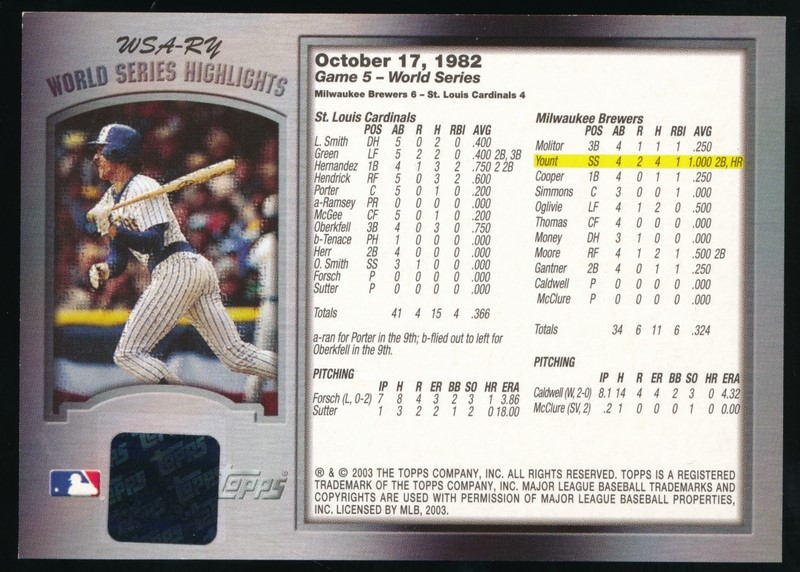 WSA-RY
WORLD SERIES HIGHLIGHTS
October 17, 1982
Game 5 – World Series
Milwaukee Brewers 6 – St. Louis Cardinals 4
St. Louis Cardinals
POS AB R H RBI AVG
L. Smith DH 5 0 2 0 .400
Green LF 5 2 2 0 .400 2B, 3B
Hernandez 1B 4 1 3 2 .750 2 2B
Hendrick RF 5 0 3 2 .600
Porter C 5 0 1 0 .200
a-Ramsey PR 0 0 0 0 .000
McGee CF 5 0 1 0 .200
Oberkfell 3B 4 0 3 0 .750
b-Tenace PH 1 0 0 0 .000
Herr 2B 4 0 0 0 .000
O. Smith SS 3 1 0 0 .000
Forsch P 0 0 0 0 .000
Sutter P 0 0 0 0 .000
Totals 41 4 15 4 .366
a-ran for Porter in the 9th; b-flied out to left for
Oberkfell in the 9th.
PITCHING
IP H R ER BB SO HR ERA
Forsch (L, 0-2) 7 8 4 3 2 3 1 3.86
Sutter 1 3 2 2 1 2 0 18.00
Milwaukee Brewers
POS AB R H RBI AVG
Molitor 3B 4 1 1 1 .250
Yount SS 4 2 4 1 1.000 2B, HR
Cooper 1B 4 0 1 1 .250
Simmons C 3 0 0 1 .000
Oglivie LF 4 1 2 0 .500
Thomas CF 4 0 0 0 .000
Money DH 3 1 0 0 .000
Moore RF 4 1 2 1 .500 2B
Gantner 2B 4 0 1 1 .250
Caldwell P 0 0 0 0 .000
McClure P 0 0 0 0 .000
Totals 34 6 11 6 .324
PITCHING
IP H R ER BB SO HR ERA
Caldwell (W, 2-0) 8.1 14 4 4 2 3 0 4.32
McClure (SV, 2) .2 1 0 0 0 1 0 0.00
® & © 2003 THE TOPPS COMPANY, INC. ALL RIGHTS RESERVED. TOPPS IS A REGISTERED
TRADEMARK OF THE TOPPS COMPANY, INC. MAJOR LEAGUE BASEBALL TRADEMARKS AND
COPYRIGHTS ARE USED WITH PERMISSION OF MAJOR LEAGUE BASEBALL PROPERTIES,
INC. LICENSED BY MLB, 2003.
topps®